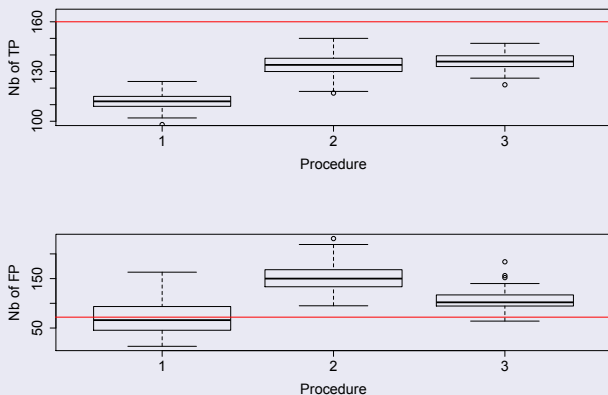 Nb of TP
160
130
100
1 2 3
Procedure
Nb of FP
150
50
1 2 3
Procedure